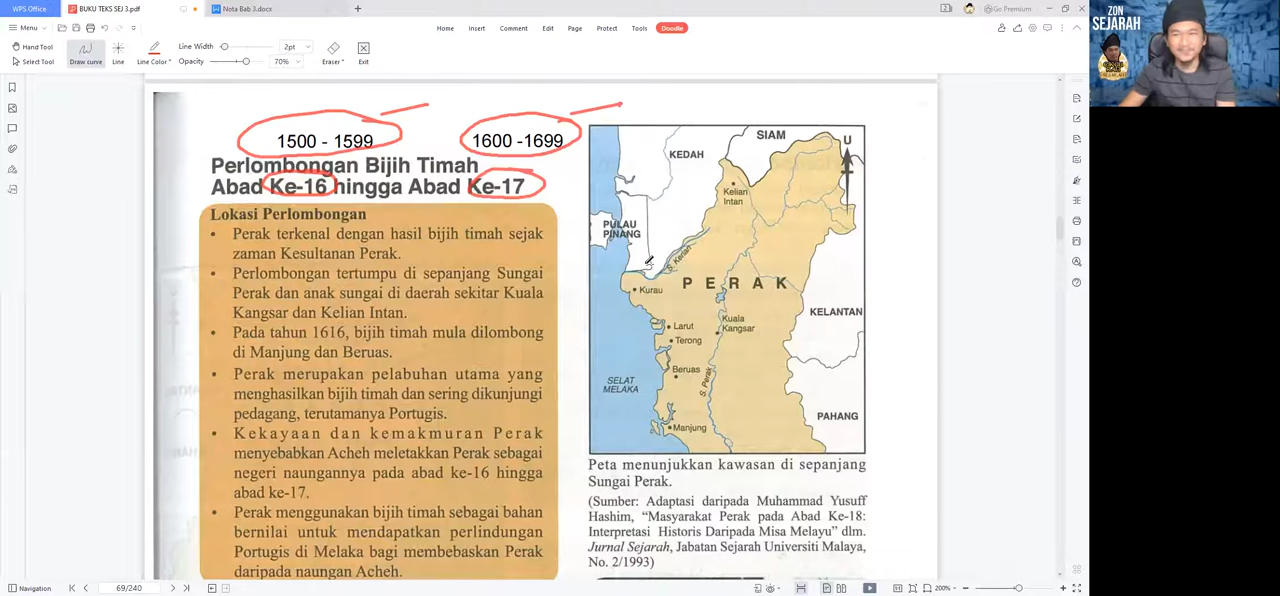 WPS Office
BUKU TEKS SEJ 3.pdf
Nota Bab 3.docx
Go Premium
Menu
Home
Insert
Comment
Edit
Page
Protect
Tools
Doodle
Hand Tool
Select Tool
Draw curve
Line
Line Color
Line Width
2pt
Opacity
70%
Eraser
Exit
ZON
SEJARAH
1500 - 1599
1600 -1699
Perlombongan Bijih Timah
Abad Ke-16 hingga Abad Ke-17
Lokasi Perlombongan
• Perak terkenal dengan hasil bijih timah sejak
zaman Kesultanan Perak.
• Perlombongan tertumpu di sepanjang Sungai
Perak dan anak sungai di daerah sekitar Kuala
Kangsar dan Kelian Intan.
• Pada tahun 1616, bijih timah mula dilombong
di Manjung dan Beruas.
• Perak merupakan pelabuhan utama yang
menghasilkan bijih timah dan sering dikunjungi
pedagang, terutamanya Portugis.
• Kekayaan dan kemakmuran Perak
menyebabkan Acheh meletakkan Perak sebagai
negeri naungannya pada abad ke-16 hingga
abad ke-17.
• Perak menggunakan bijih timah sebagai bahan
bernilai untuk mendapatkan perlindungan
Portugis di Melaka bagi membebaskan Perak
daripada naungan Acheh.
SIAM
U
KEDAH
Kelian
Intan
PULAU
PINANG
S. Kerian
PERAK
Kurau
KELANTAN
Larut
Kuala
Kangsar
Terong
Beruas
S. Perak
SELAT
MELAKA
PAHANG
Manjung
Peta menunjukkan kawasan di sepanjang
Sungai Perak.
(Sumber: Adaptasi daripada Muhammad Yusuff
Hashim, “Masyarakat Perak pada Abad Ke-18:
Interpretasi Historis Daripada Misa Melayu” dlm.
Jurnal Sejarah, Jabatan Sejarah Universiti Malaya,
No. 2/1993)
Navigation
69/240
200%